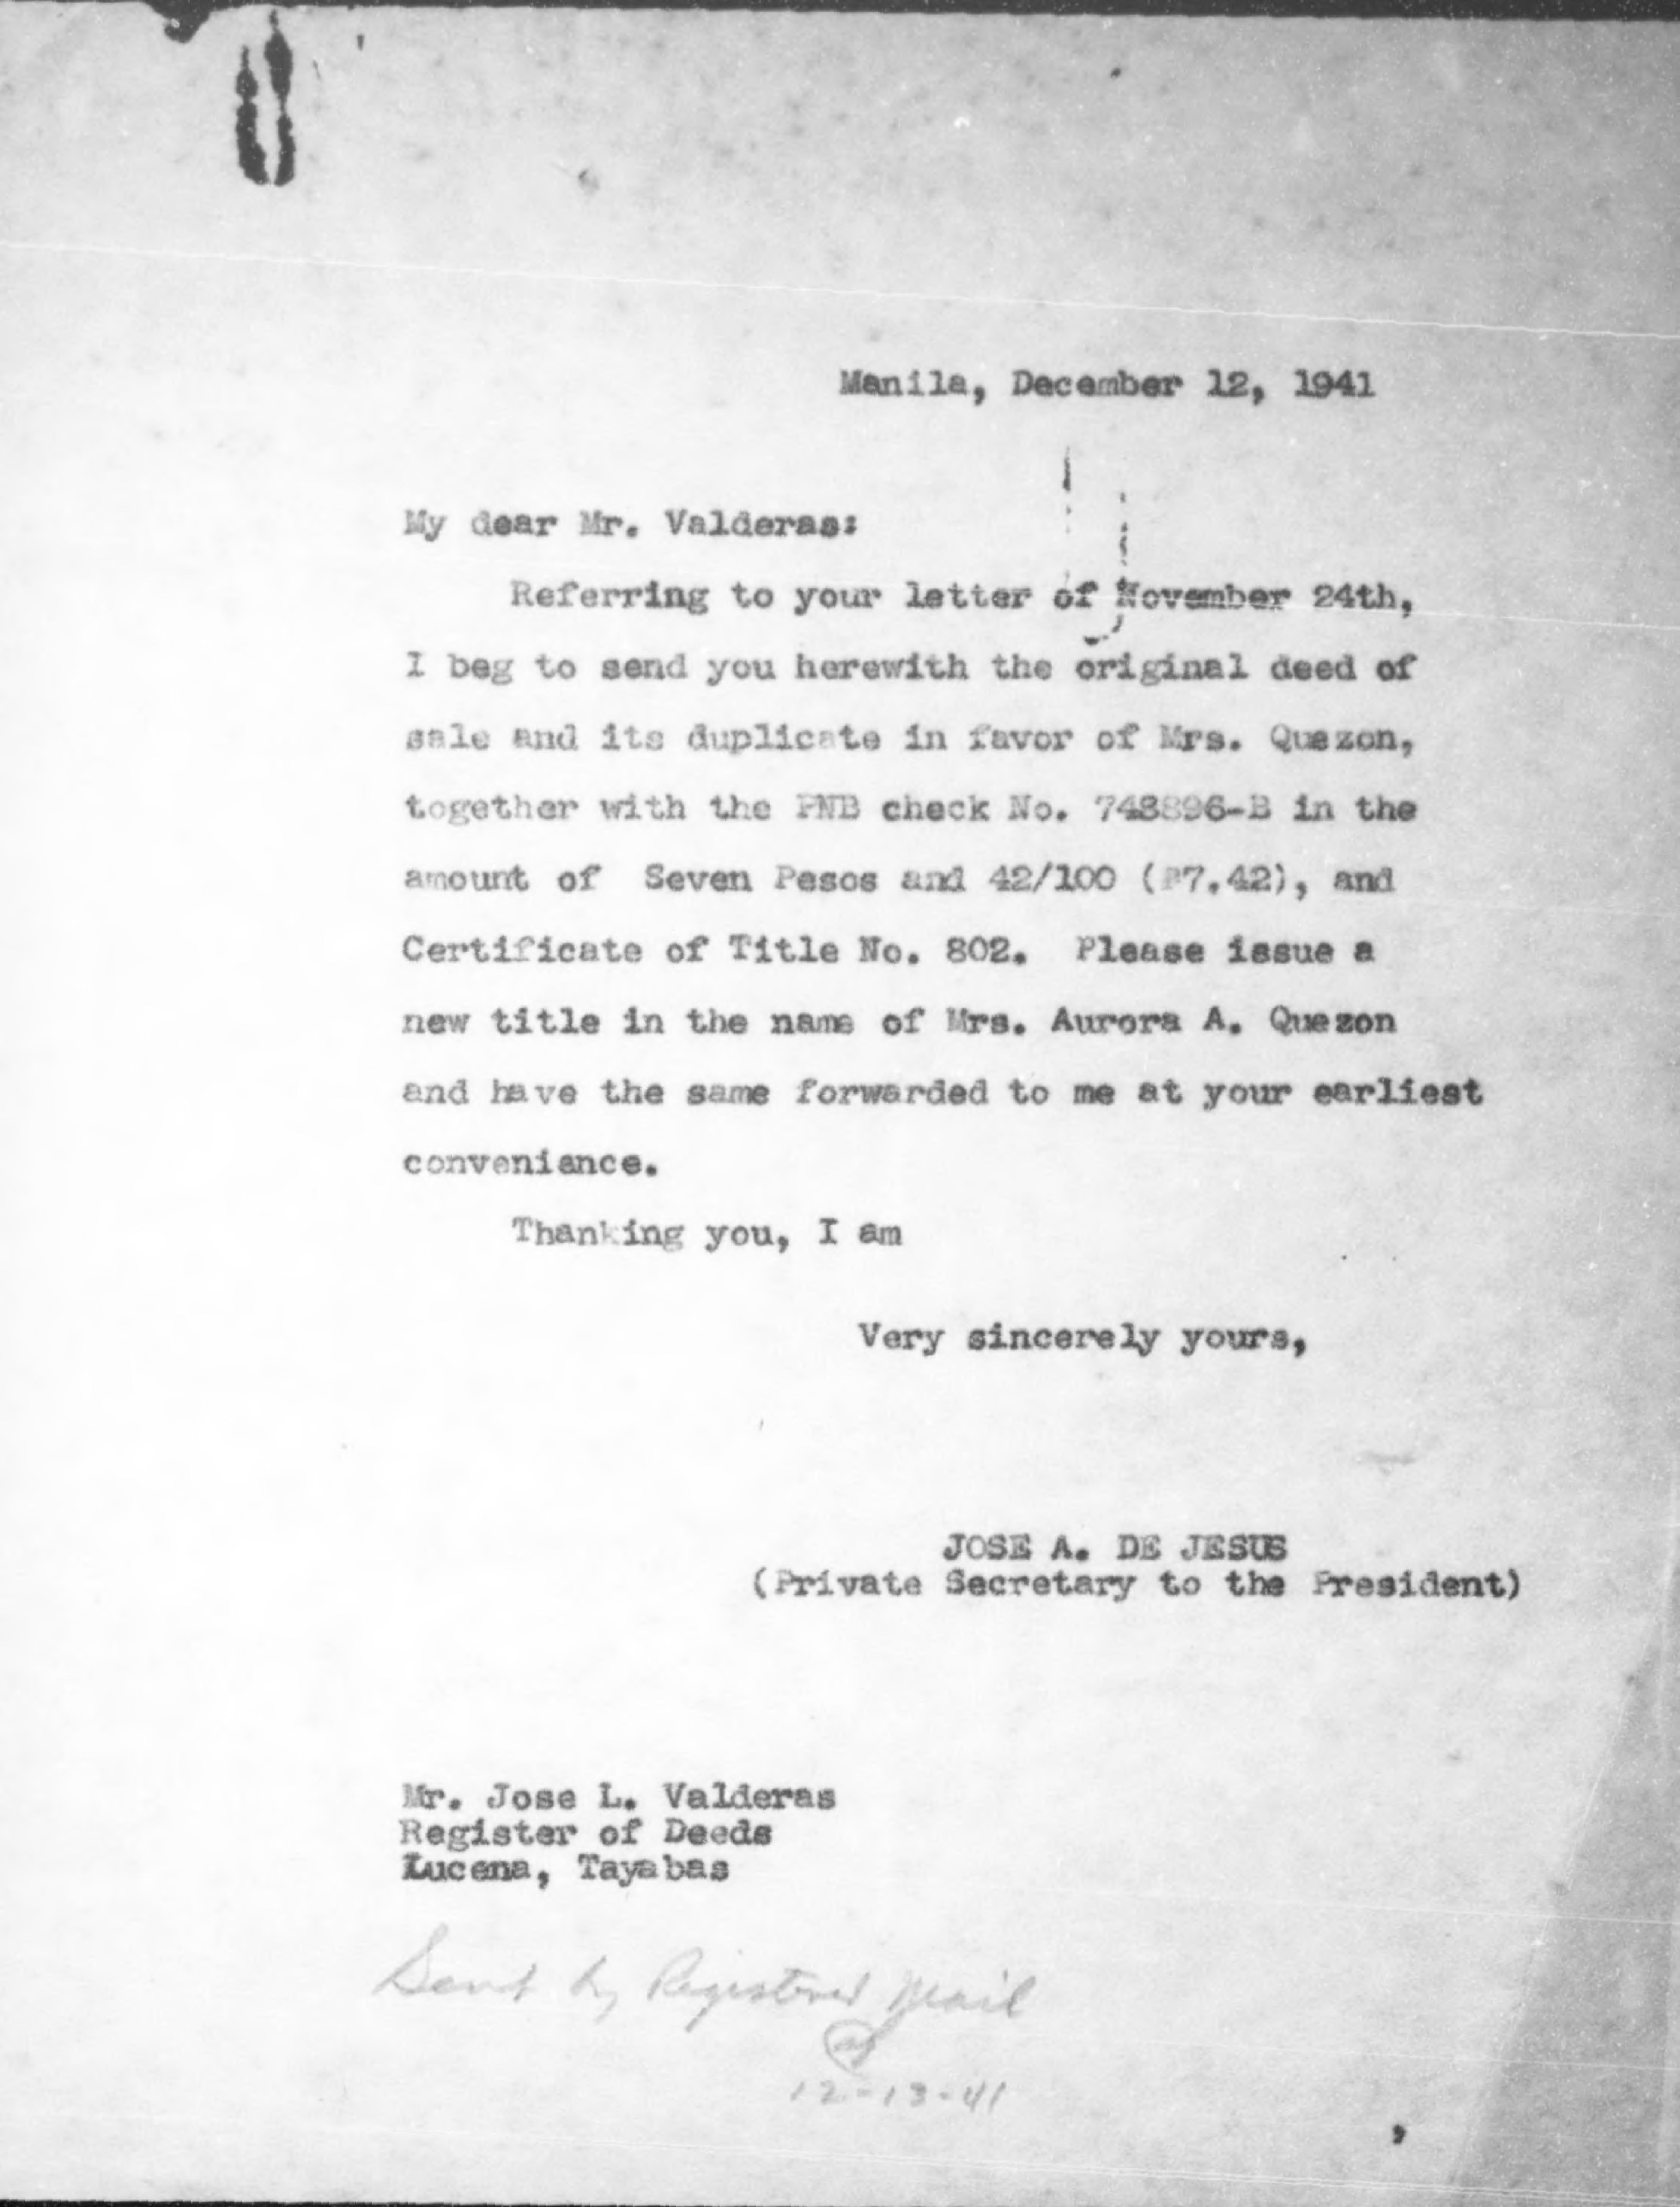 Manila, December 12, 1941
My dear Mr. Valderas:
Referring to your letter of November 24th,
I beg to send you herewith the original deed of
sale and its duplicate in favor of Mrs. Quezon,
together with the PNB check No. 748896-B in the
amount of Seven Pesos and 42/100 (₱7.42), and
Certificate of Title No. 802. Please issue a
new title in the name of Mrs. Aurora A. Quezon
and have the same forwarded to me at your earliest
conveniance.
Thanking you, I am
Very sincerely yours,
JOSE A. DE JESUS
(Private Secretary to the President)
Mr. Jose L. Valderas
Register of Deeds
Lucena, Tayabas
Sent by Registered Mail
12-13-41